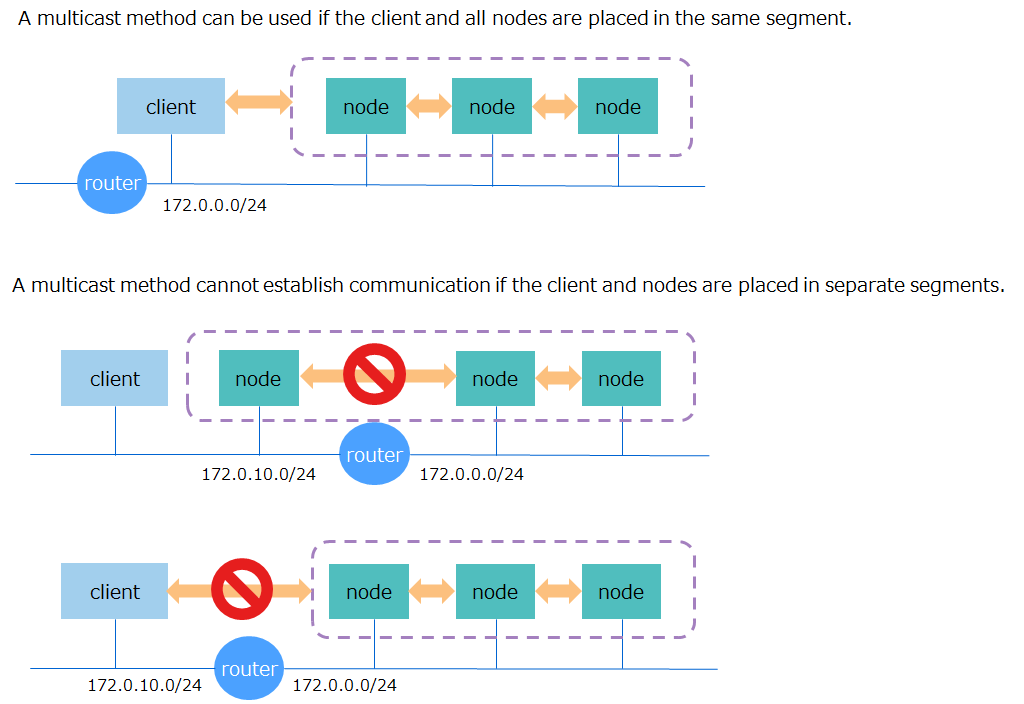 A multicast method can be used if the client and all nodes are placed in the same segment.
client
node
node
node
router
172.0.0.0/24
A multicast method cannot establish communication if the client and nodes are placed in separate segments.
client
node
node
node
router
172.0.10.0/24
172.0.0.0/24
client
node
node
node
router
172.0.10.0/24
172.0.0.0/24